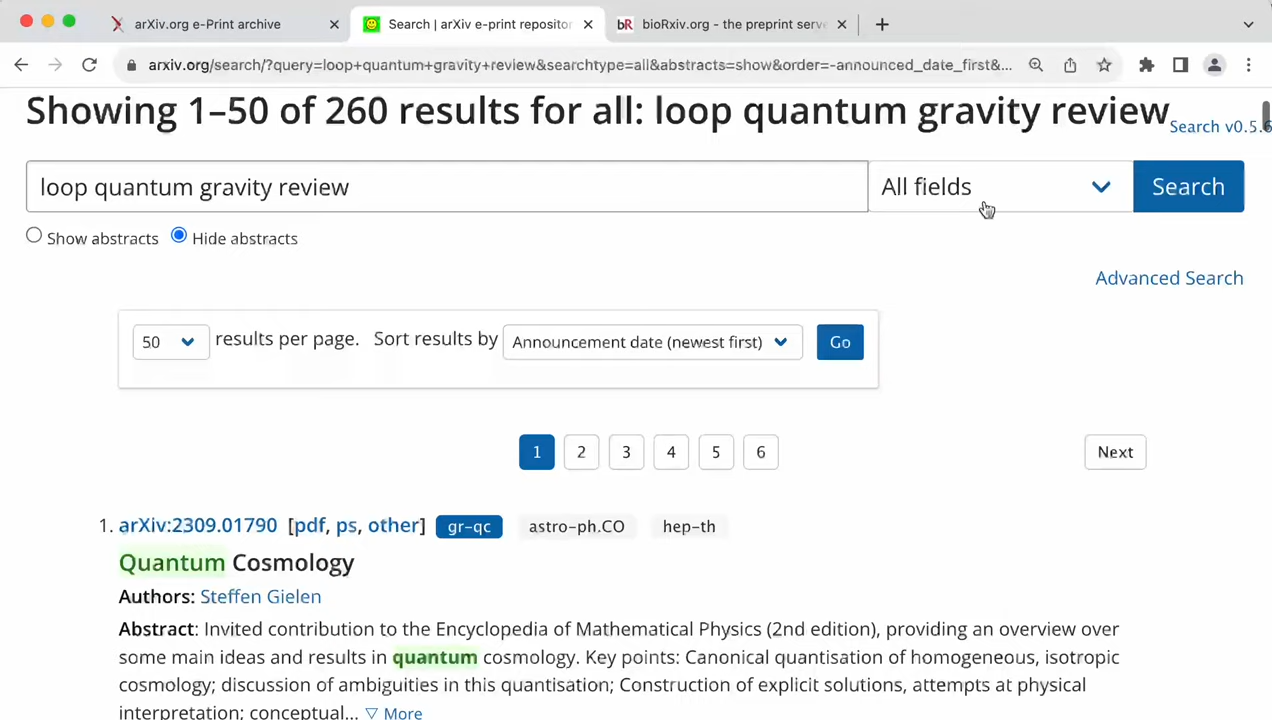 arXiv.org e-Print archive
Search | arXiv e-print repositor
bR bioRxiv.org - the preprint serve
arxiv.org/search/?query=loop+quantum+gravity+review&searchtype=all&abstracts=show&order=-announced_date_first&...
Showing 1–50 of 260 results for all: loop quantum gravity review
Search v0.5.6
loop quantum gravity review
All fields
Search
Show abstracts
Hide abstracts
Advanced Search
50 results per page. Sort results by Announcement date (newest first) Go
1 2 3 4 5 6 Next
1. arXiv:2309.01790 [pdf, ps, other] gr-qc astro-ph.CO hep-th
Quantum Cosmology
Authors: Steffen Gielen
Abstract: Invited contribution to the Encyclopedia of Mathematical Physics (2nd edition), providing an overview over
some main ideas and results in quantum cosmology. Key points: Canonical quantisation of homogeneous, isotropic
cosmology; discussion of ambiguities in this quantisation; Construction of explicit solutions, attempts at physical
interpretation; conceptual... ▽ More